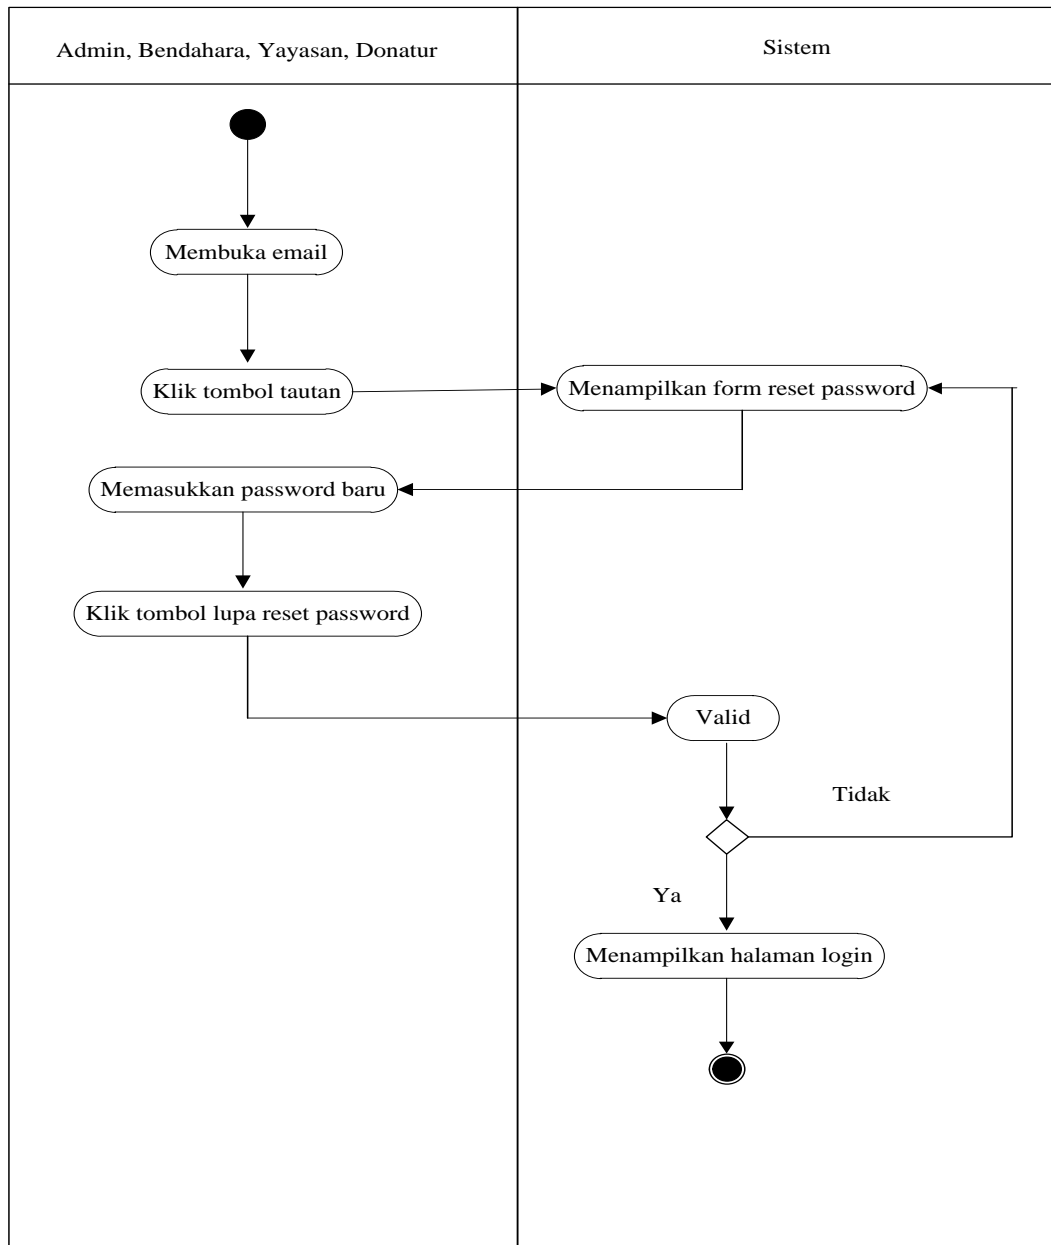 Admin, Bendahara, Yayasan, Donatur
Sistem
Membuka email
Klik tombol tautan
Menampilkan form reset password
Memasukkan password baru
Klik tombol lupa reset password
Valid
Tidak
Ya
Menampilkan halaman login